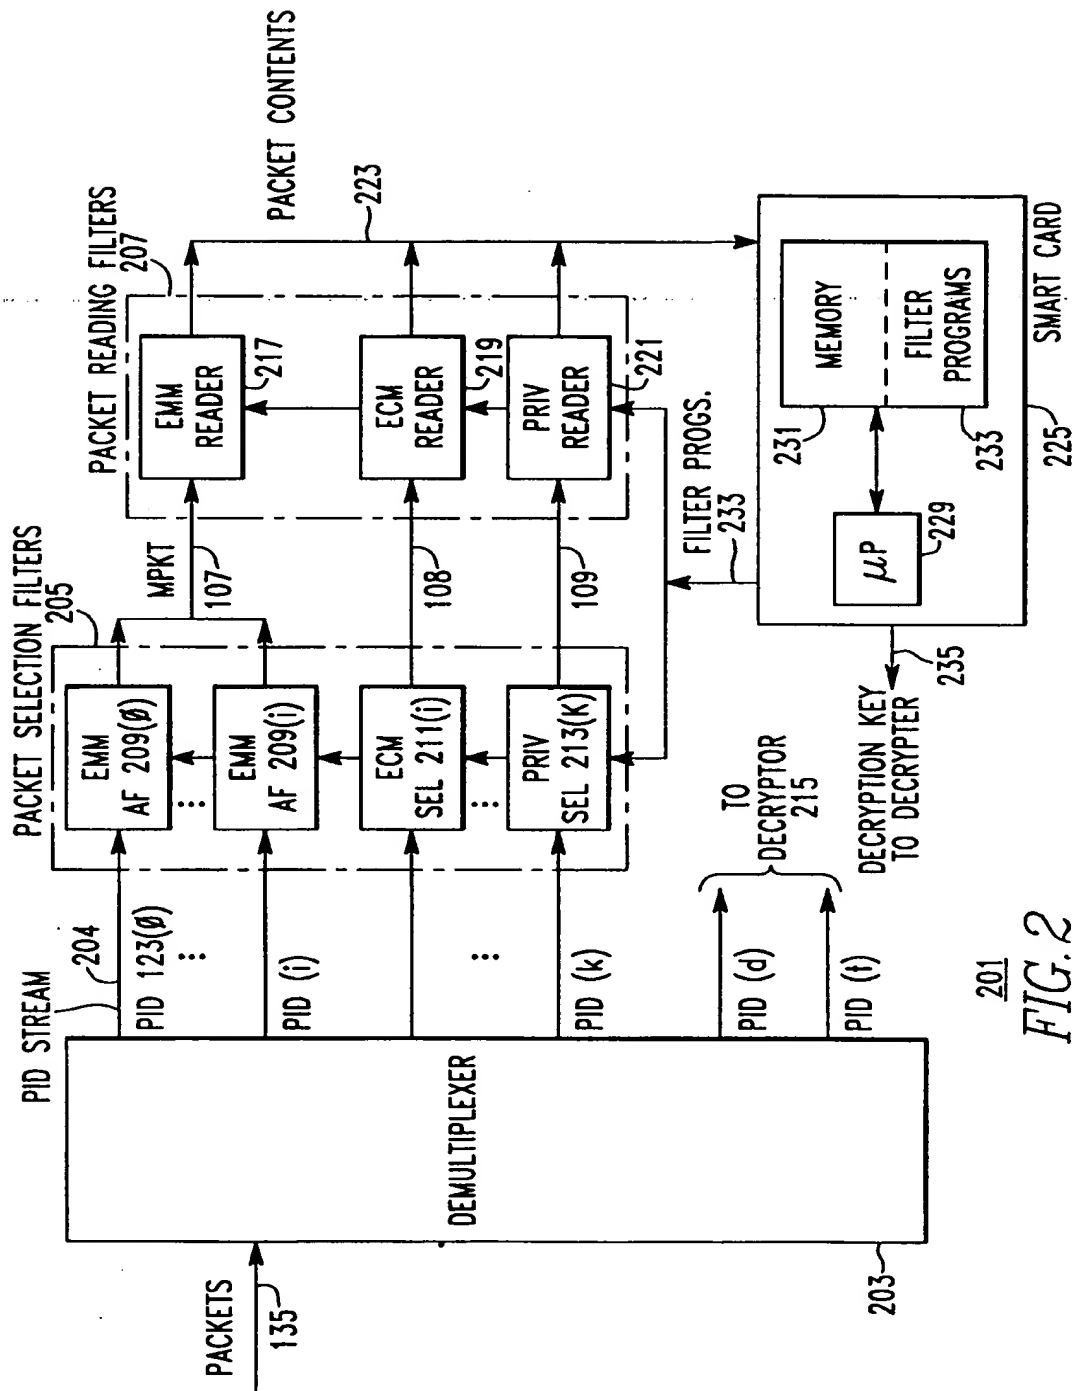 PACKETS
135
DEMULTIPLEXER
203
PID STREAM
204
PID 123(Ø)
⋮
PID (i)
⋮
PID (k)
PID (d)
PID (f)
TO
DECRYPTOR
215
PACKET SELECTION FILTERS
205
EMM
AF 209(Ø)
⋮
EMM
AF 209(i)
ECM
SEL 211(i)
⋮
PRIV
SEL 213(k)
MPKT
107
108
109
PACKET READING FILTERS
207
EMM
READER
217
ECM
READER
219
PRIV
READER
221
PACKET CONTENTS
223
FILTER PROGS.
233
DECRYPTION KEY
TO DECRYPTER
235
μP
229
MEMORY
231
FILTER
PROGRAMS
233
225
SMART CARD
201
FIG. 2